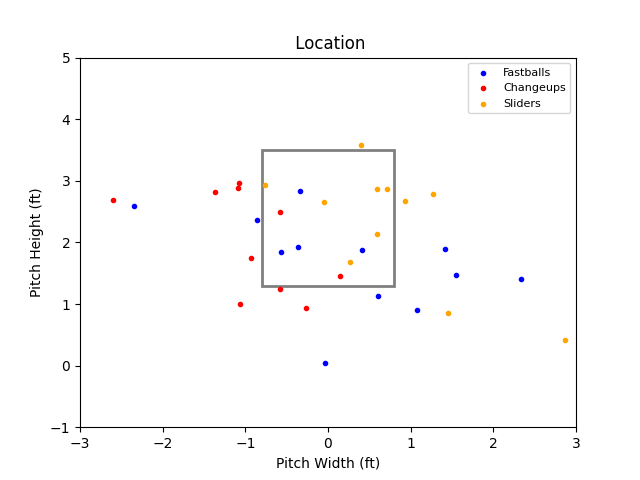 Location
Fastballs
Changeups
Sliders
Pitch Height (ft)
5
4
3
2
1
0
−1
−3
−2
−1
0
1
2
3
Pitch Width (ft)